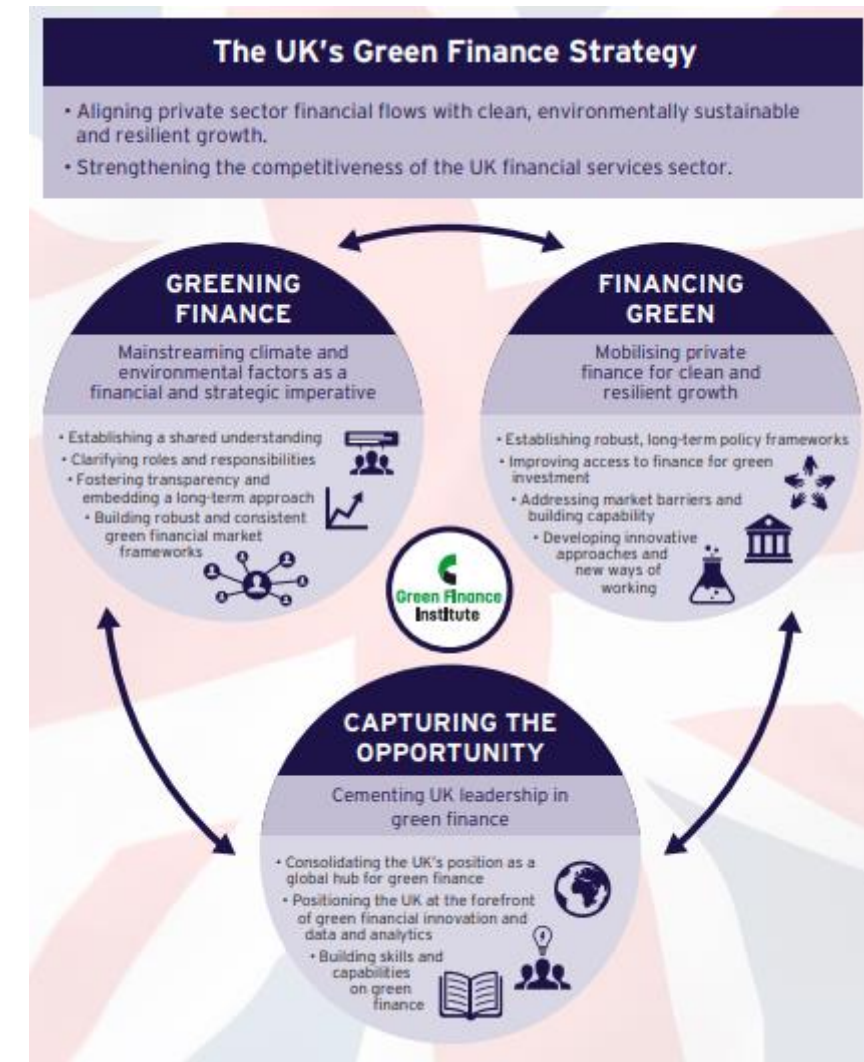 The UK's Green Finance Strategy
• Aligning private sector financial flows with clean, environmentally sustainable
and resilient growth.
• Strengthening the competitiveness of the UK financial services sector.
GREENING
FINANCE
Mainstreaming climate and
environmental factors as a
financial and strategic imperative
• Establishing a shared understanding
• Clarifying roles and responsibilities
• Fostering transparency and
embedding a long-term approach
• Building robust and consistent
green financial market
frameworks
FINANCING
GREEN
Mobilising private
finance for clean and
resilient growth
• Establishing robust, long-term policy frameworks
• Improving access to finance for green
investment
• Addressing market barriers and
building capability
• Developing innovative
approaches and
new ways of
working
Green Finance
Institute
CAPTURING THE
OPPORTUNITY
Cementing UK leadership in
green finance
• Consolidating the UK's position as a
global hub for green finance
• Positioning the UK at the forefront
of green financial innovation and
data and analytics
• Building skills and
capabilities
on green
finance